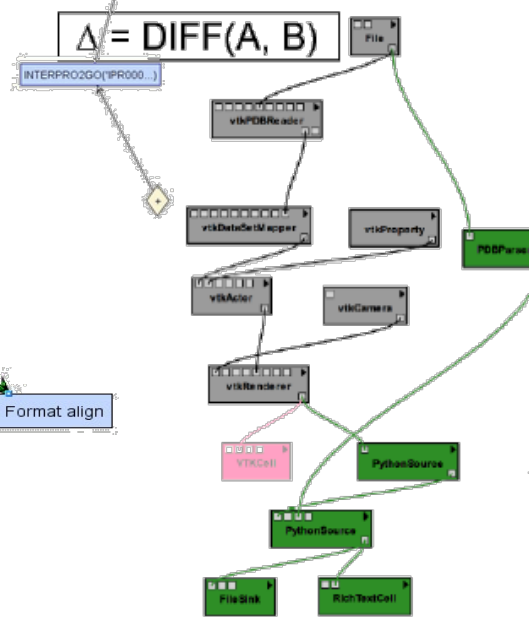 Δ = DIFF(A, B)
File
INTERPRO2GO('IPR000...)
vtkPDBReader
vtkDataSetMapper
vtkProperty
PDBParse
vtkActor
vtkCamera
vtkRenderer
Format align
VTKCell
PythonSource
PythonSource
FileSink
RichTextCell